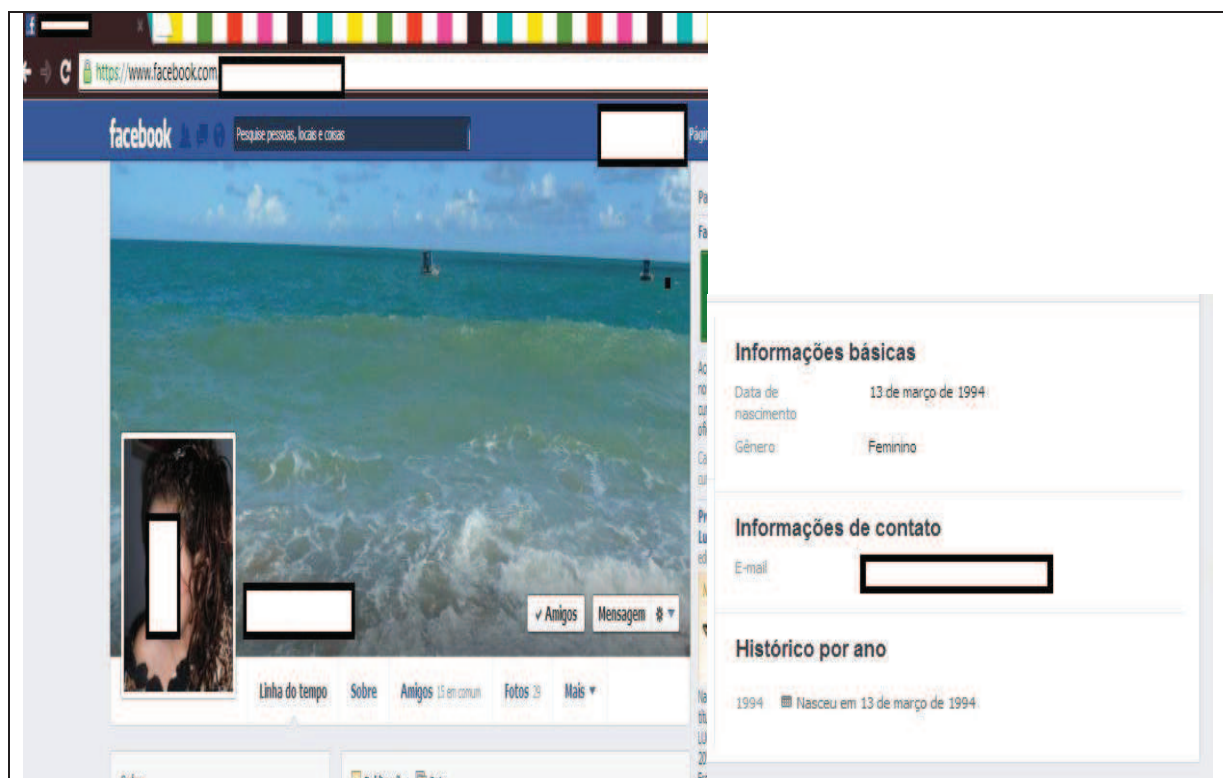 https://www.facebook.com
facebook
Pesquise pessoas, locais e coisas
✓ Amigos
Mensagem
Linha do tempo
Sobre
Amigos 15 em comum
Fotos 29
Mais
Informações básicas
Data de
nascimento
13 de março de 1994
Gênero
Feminino
Informações de contato
E-mail
Histórico por ano
1994
Nasceu em 13 de março de 1994